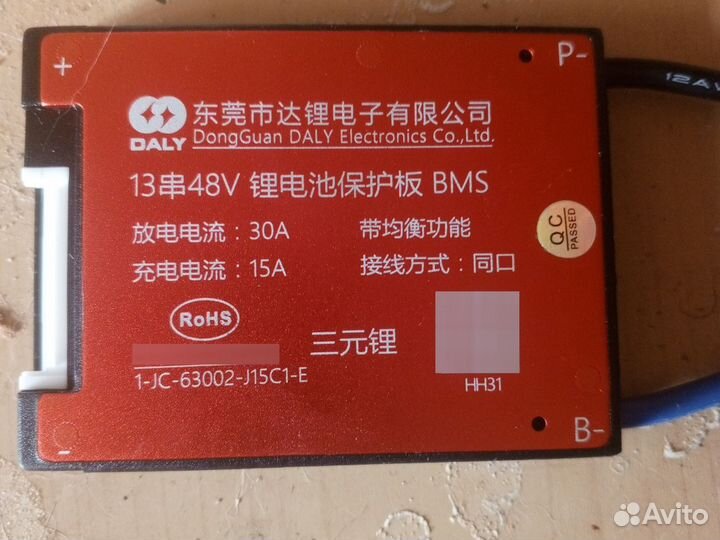 +
P-
12AW
DALY
东莞市达锂电子有限公司
DongGuan DALY Electronics Co.,Ltd.
13串48V 锂电池保护板 BMS
放电电流：30A
带均衡功能
充电电流：15A
接线方式：同口
QC
PASSED
RoHS
三元锂
1-JC-63002-J15C1-E
HH31
-
B-
Avito